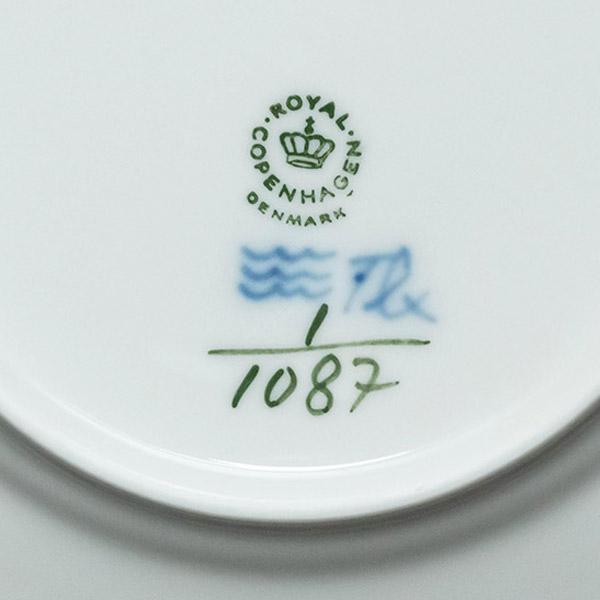 ROYAL
COPENHAGEN
DENMARK
1
1087